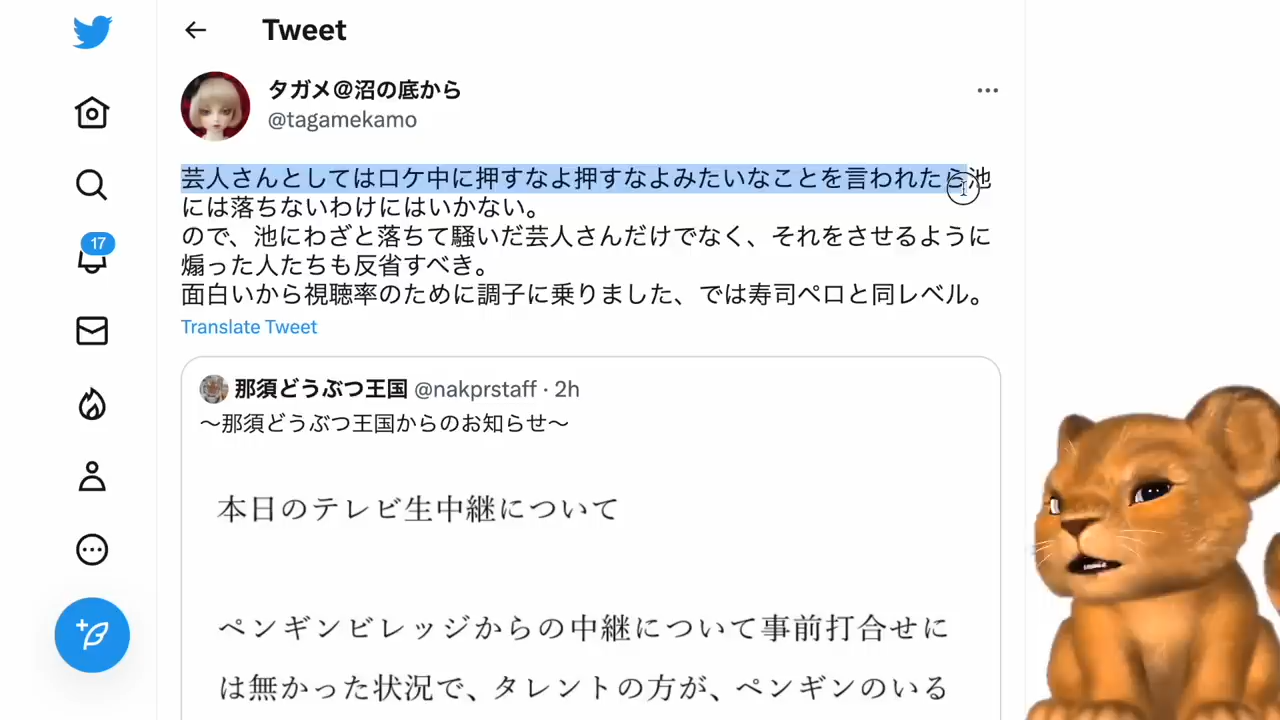 Tweet
タガメ@沼の底から
@tagamekamo
芸人さんとしてはロケ中に押すなよ押すなよみたいなことを言われたら池
には落ちないわけにはいかない。
ので、池にわざと落ちて騒いだ芸人さんだけでなく、それをさせるように
煽った人たちも反省すべき。
面白いから視聴率のために調子に乗りました、では寿司ペロと同レベル。
Translate Tweet
17
那須どうぶつ王国 @nakprstaff · 2h
〜那須どうぶつ王国からのお知らせ〜
本日のテレビ生中継について
ペンギンビレッジからの中継について事前打合せに
は無かった状況で、タレントの方が、ペンギンのいる